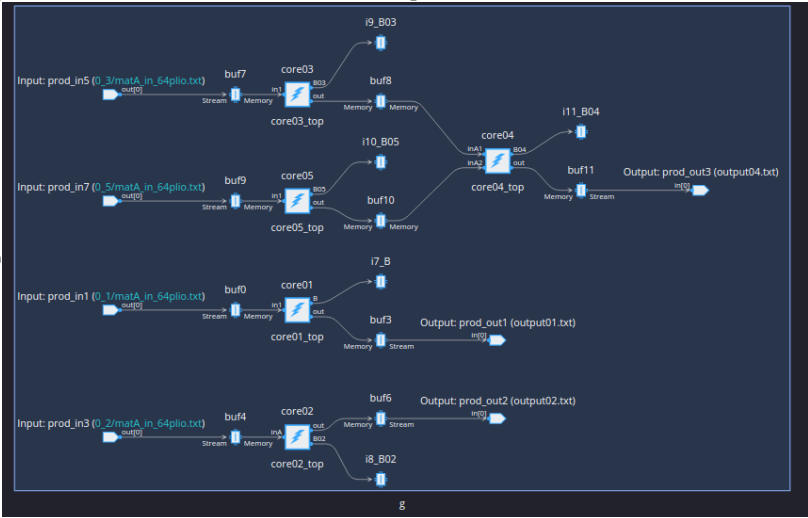 i9_B03
Input: prod_in5 (0_3/matA_in_64plio.txt)
out[0]
buf7
Stream
Memory
core03
in1
B03
out
core03_top
buf8
Memory
Memory
i11_B04
core04
inA1
inA2
B04
out
core04_top
i10_B05
Input: prod_in7 (0_5/matA_in_64plio.txt)
out[0]
buf9
Stream
Memory
core05
in1
B05
out
core05_top
buf10
Memory
Memory
buf11
Memory
Stream
Output: prod_out3 (output04.txt)
in[0]
i7_B
Input: prod_in1 (0_1/matA_in_64plio.txt)
out[0]
buf0
Stream
Memory
core01
in1
B
out
core01_top
buf3
Memory
Stream
Output: prod_out1 (output01.txt)
in[0]
Input: prod_in3 (0_2/matA_in_64plio.txt)
out[0]
buf4
Stream
Memory
core02
inA
out
B02
core02_top
buf6
Memory
Stream
Output: prod_out2 (output02.txt)
in[0]
i8_B02
g